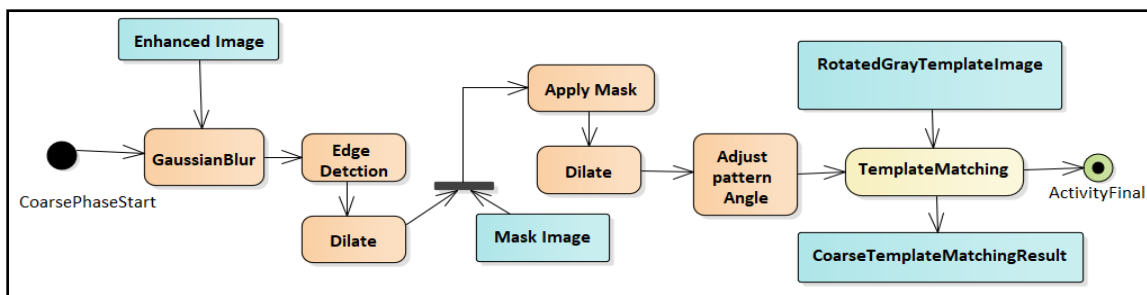 Enhanced Image
CoarsePhaseStart
GaussianBlur
Edge
Detction
Dilate
Mask Image
Apply Mask
Dilate
Adjust
pattern
Angle
RotatedGrayTemplateImage
TemplateMatching
CoarseTemplateMatchingResult
ActivityFinal